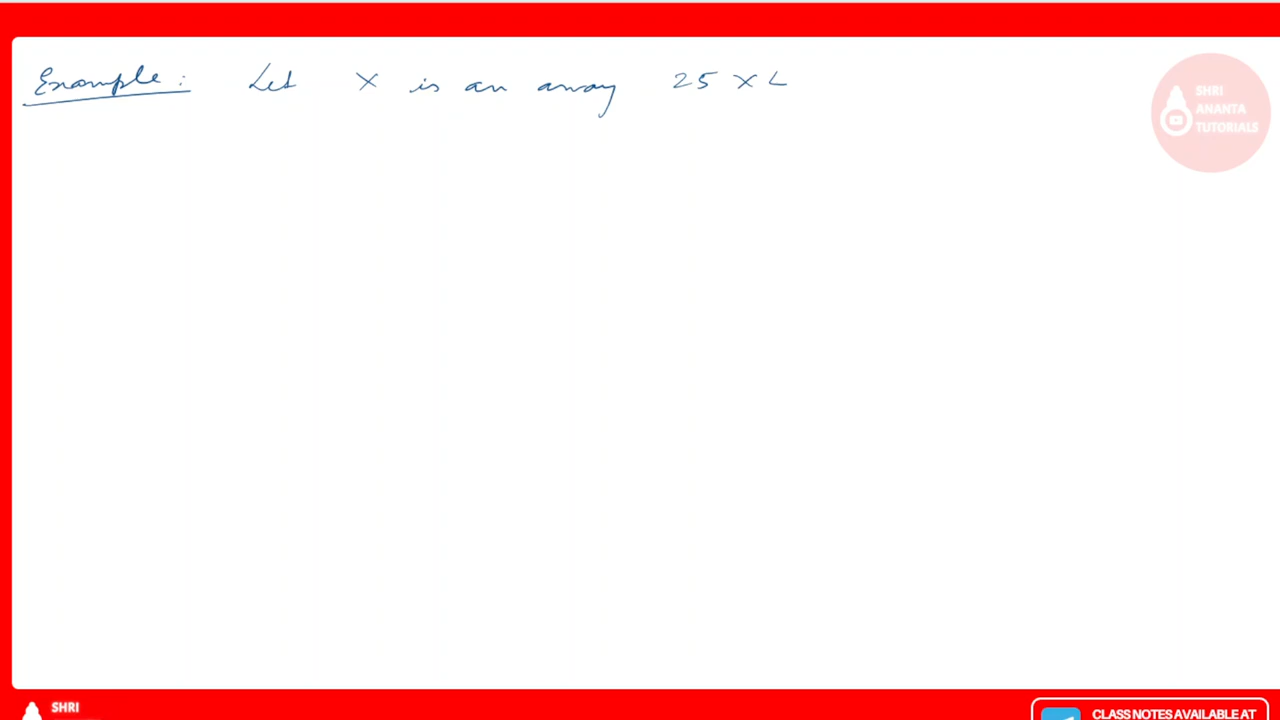 Example: Let X is an array 25 X
SHRI
ANANTA
TUTORIALS
SHRI
CLASS NOTES AVAILABLE AT